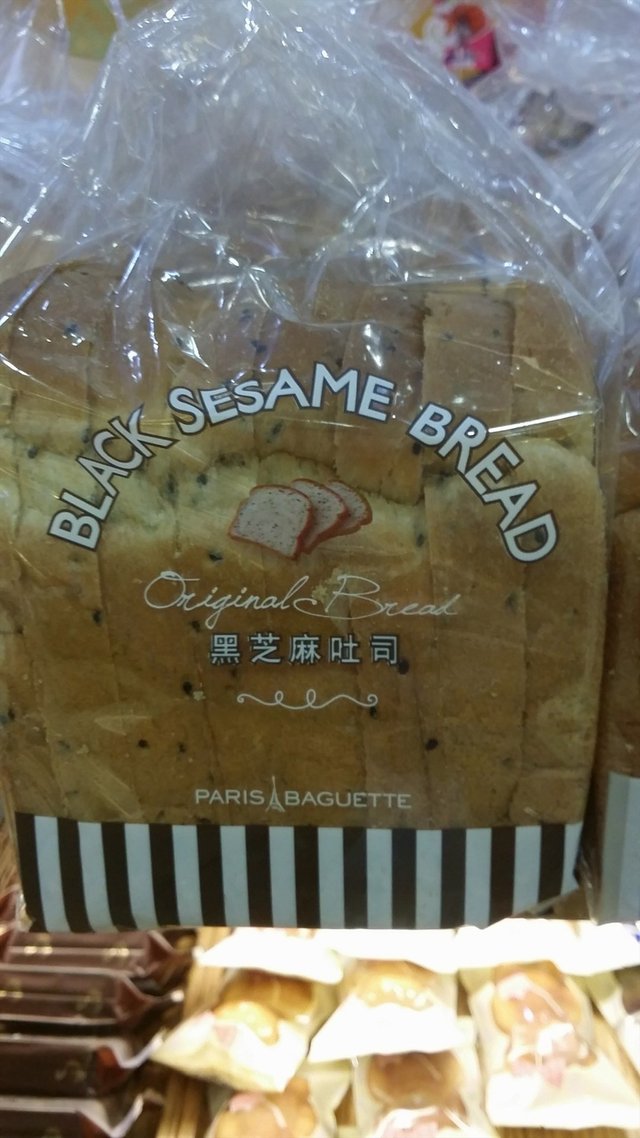 BLACK SESAME BREAD
Original Bread
黑芝麻吐司
PARIS BAGUETTE